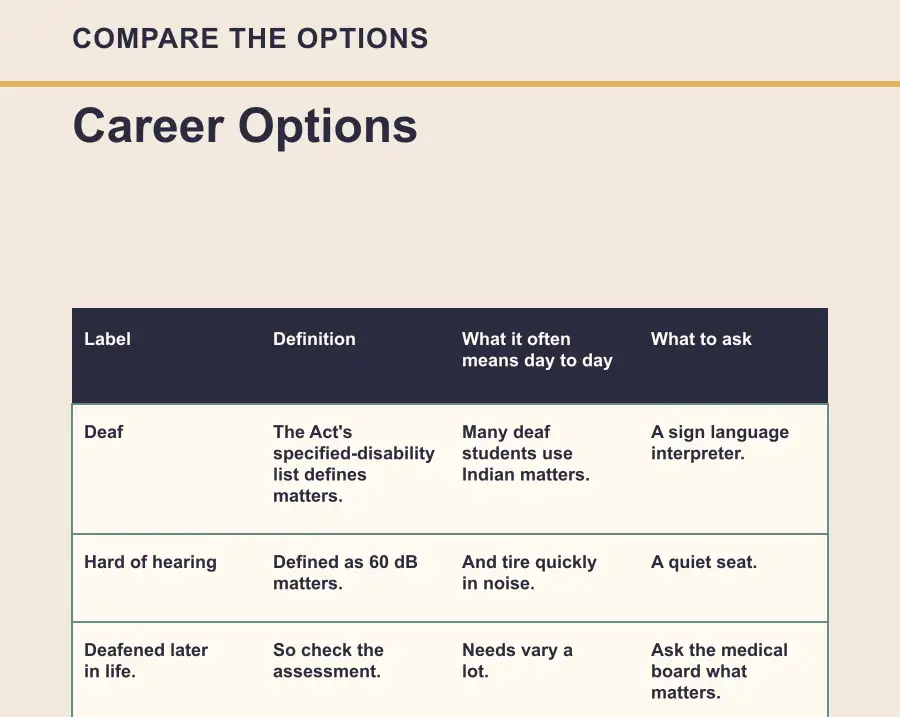 COMPARE THE OPTIONS
Career Options
Label
Definition
What it often
means day to day
What to ask
Deaf
The Act's
specified-disability
list defines
matters.
Many deaf
students use
Indian matters.
A sign language
interpreter.
Hard of hearing
Defined as 60 dB
matters.
And tire quickly
in noise.
A quiet seat.
Deafened later
in life.
So check the
assessment.
Needs vary a
lot.
Ask the medical
board what
matters.